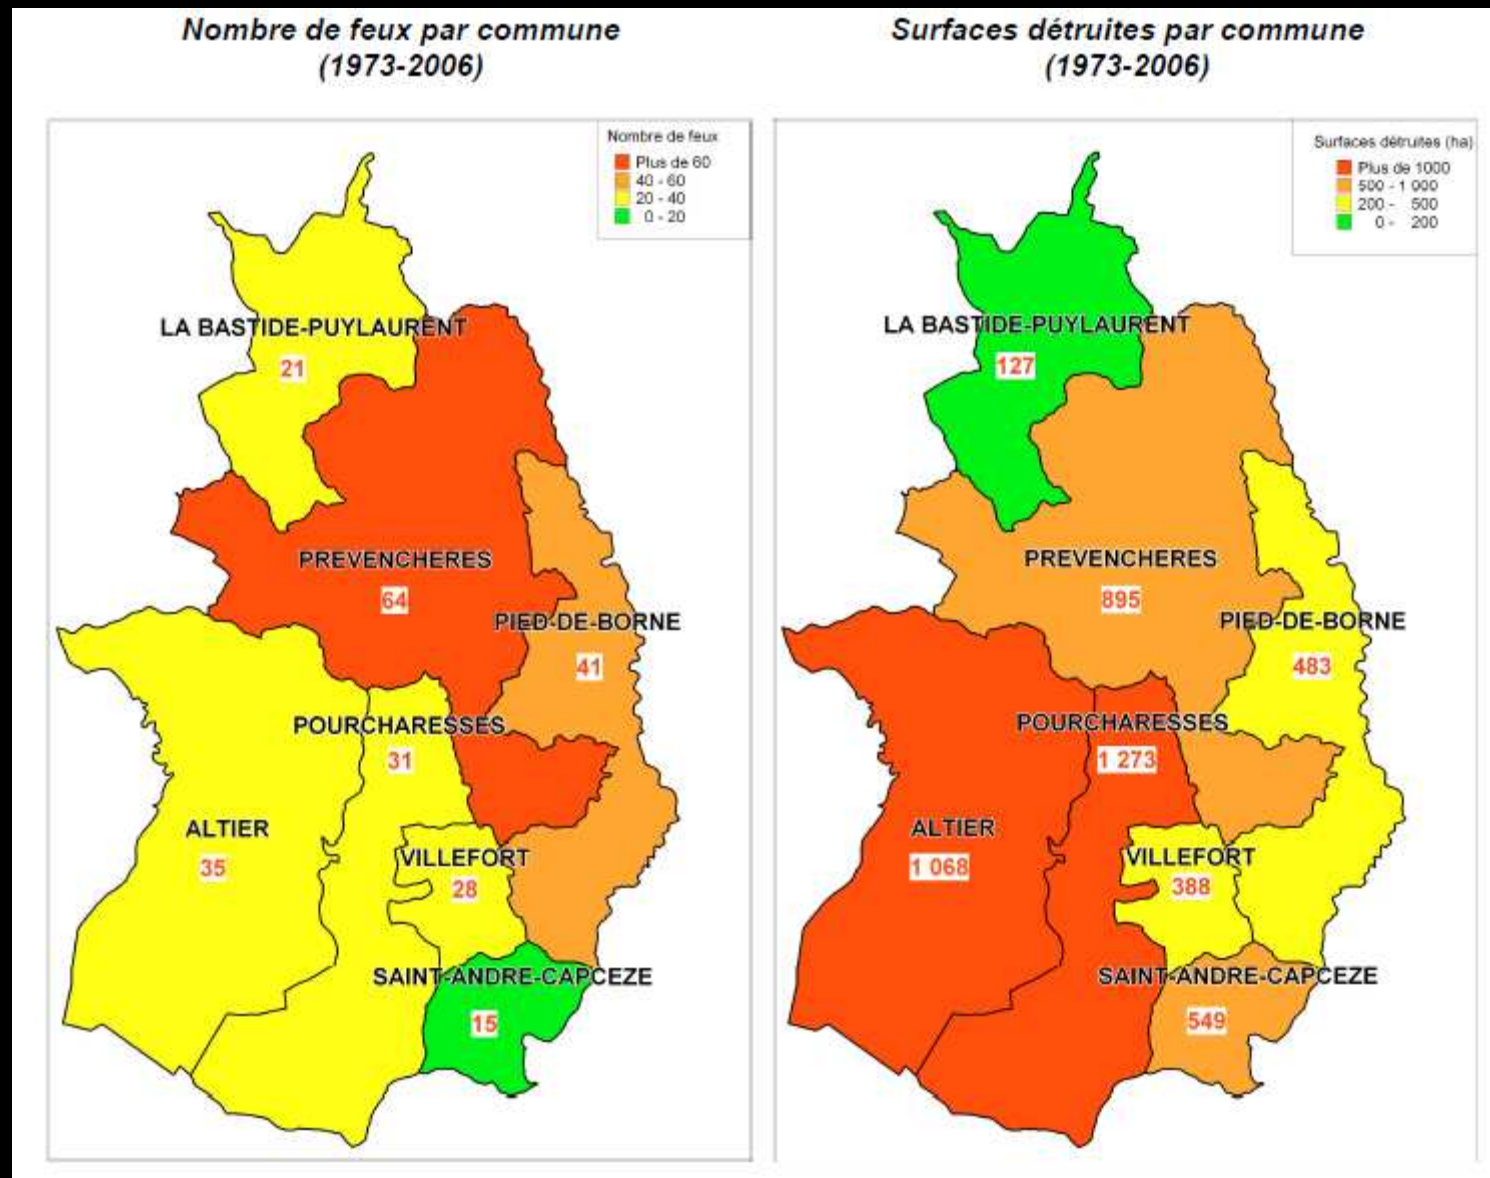 Nombre de feux par commune
(1973-2006)
Nombre de feux
Plus de 60
40 - 60
20 - 40
0 - 20
LA BASTIDE-PUYLAURENT
21
PREVENCHERES
64
PIED-DE-BORNE
41
POURCHARESSES
31
ALTIER
35
VILLEFORT
28
SAINT-ANDRE-CAPCEZE
15
Surfaces détruites par commune
(1973-2006)
Surfaces détruites (ha)
Plus de 1000
500 - 1 000
200 - 500
0 - 200
LA BASTIDE-PUYLAURENT
127
PREVENCHERES
895
PIED-DE-BORNE
483
POURCHARESSES
1 273
ALTIER
1 068
VILLEFORT
388
SAINT-ANDRE-CAPCEZE
549